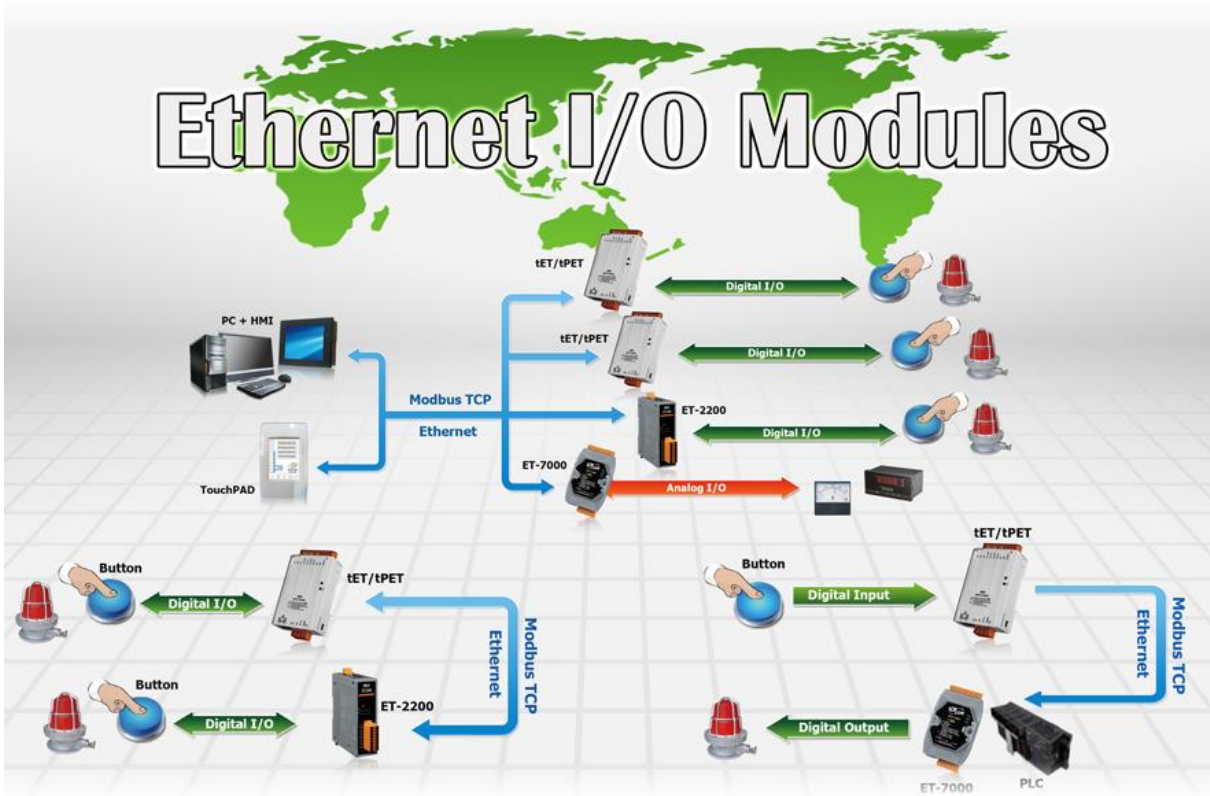 Ethernet I/O Modules
tET/tPET
Digital I/O
PC + HMI
tET/tPET
Digital I/O
Modbus TCP
Ethernet
ET-2200
Digital I/O
TouchPAD
ET-7000
Analog I/O
Button
tET/tPET
Digital I/O
Modbus TCP
Ethernet
Button
ET-2200
Digital I/O
tET/tPET
Button
Digital Input
Modbus TCP
Ethernet
Digital Output
ET-7000
PLC